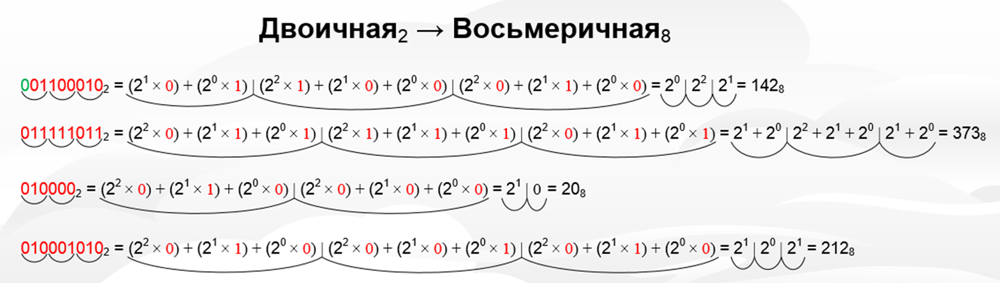 Двоичная₂ → Восьмеричная₈
001100010₂ = (2¹ × 0) + (2⁰ × 1) | (2² × 1) + (2¹ × 0) + (2⁰ × 0) | (2² × 0) + (2¹ × 1) + (2⁰ × 0) = 2⁰ | 2² | 2¹ = 142₈
011111011₂ = (2² × 0) + (2¹ × 1) + (2⁰ × 1) | (2² × 1) + (2¹ × 1) + (2⁰ × 1) | (2² × 0) + (2¹ × 1) + (2⁰ × 1) = 2¹ + 2⁰ | 2² + 2¹ + 2⁰ | 2¹ + 2⁰ = 373₈
010000₂ = (2² × 0) + (2¹ × 1) + (2⁰ × 0) | (2² × 0) + (2¹ × 0) + (2⁰ × 0) = 2¹ | 0 = 20₈
010001010₂ = (2² × 0) + (2¹ × 1) + (2⁰ × 0) | (2² × 0) + (2¹ × 0) + (2⁰ × 1) | (2² × 0) + (2¹ × 1) + (2⁰ × 0) = 2¹ | 2⁰ | 2¹ = 212₈